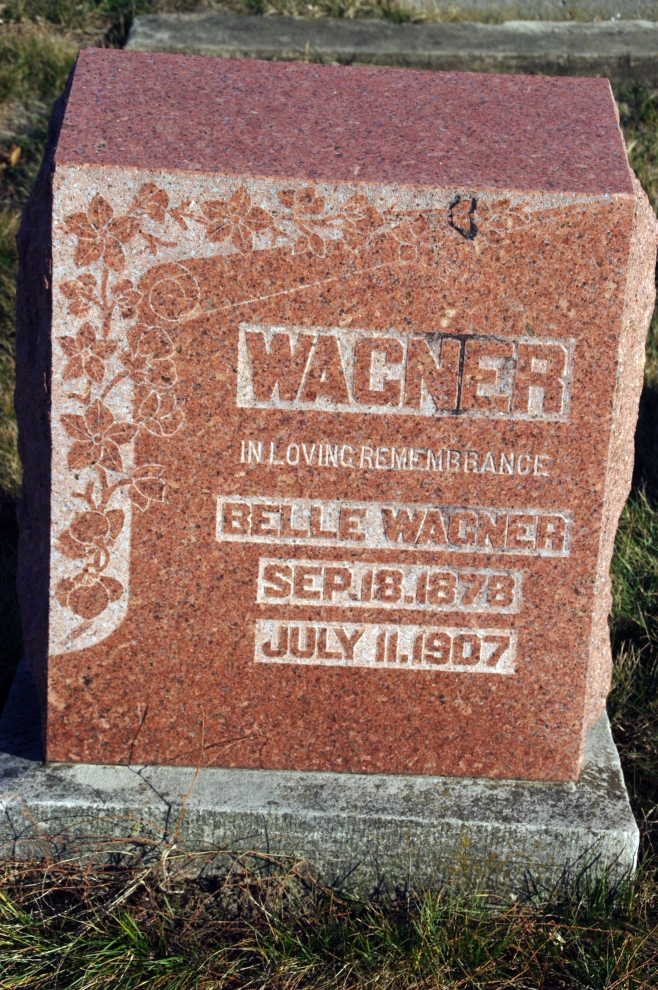 WAGNER
IN LOVING REMEMBRANCE
BELLE WAGNER
SEP. 18. 1878
JULY 11. 1907